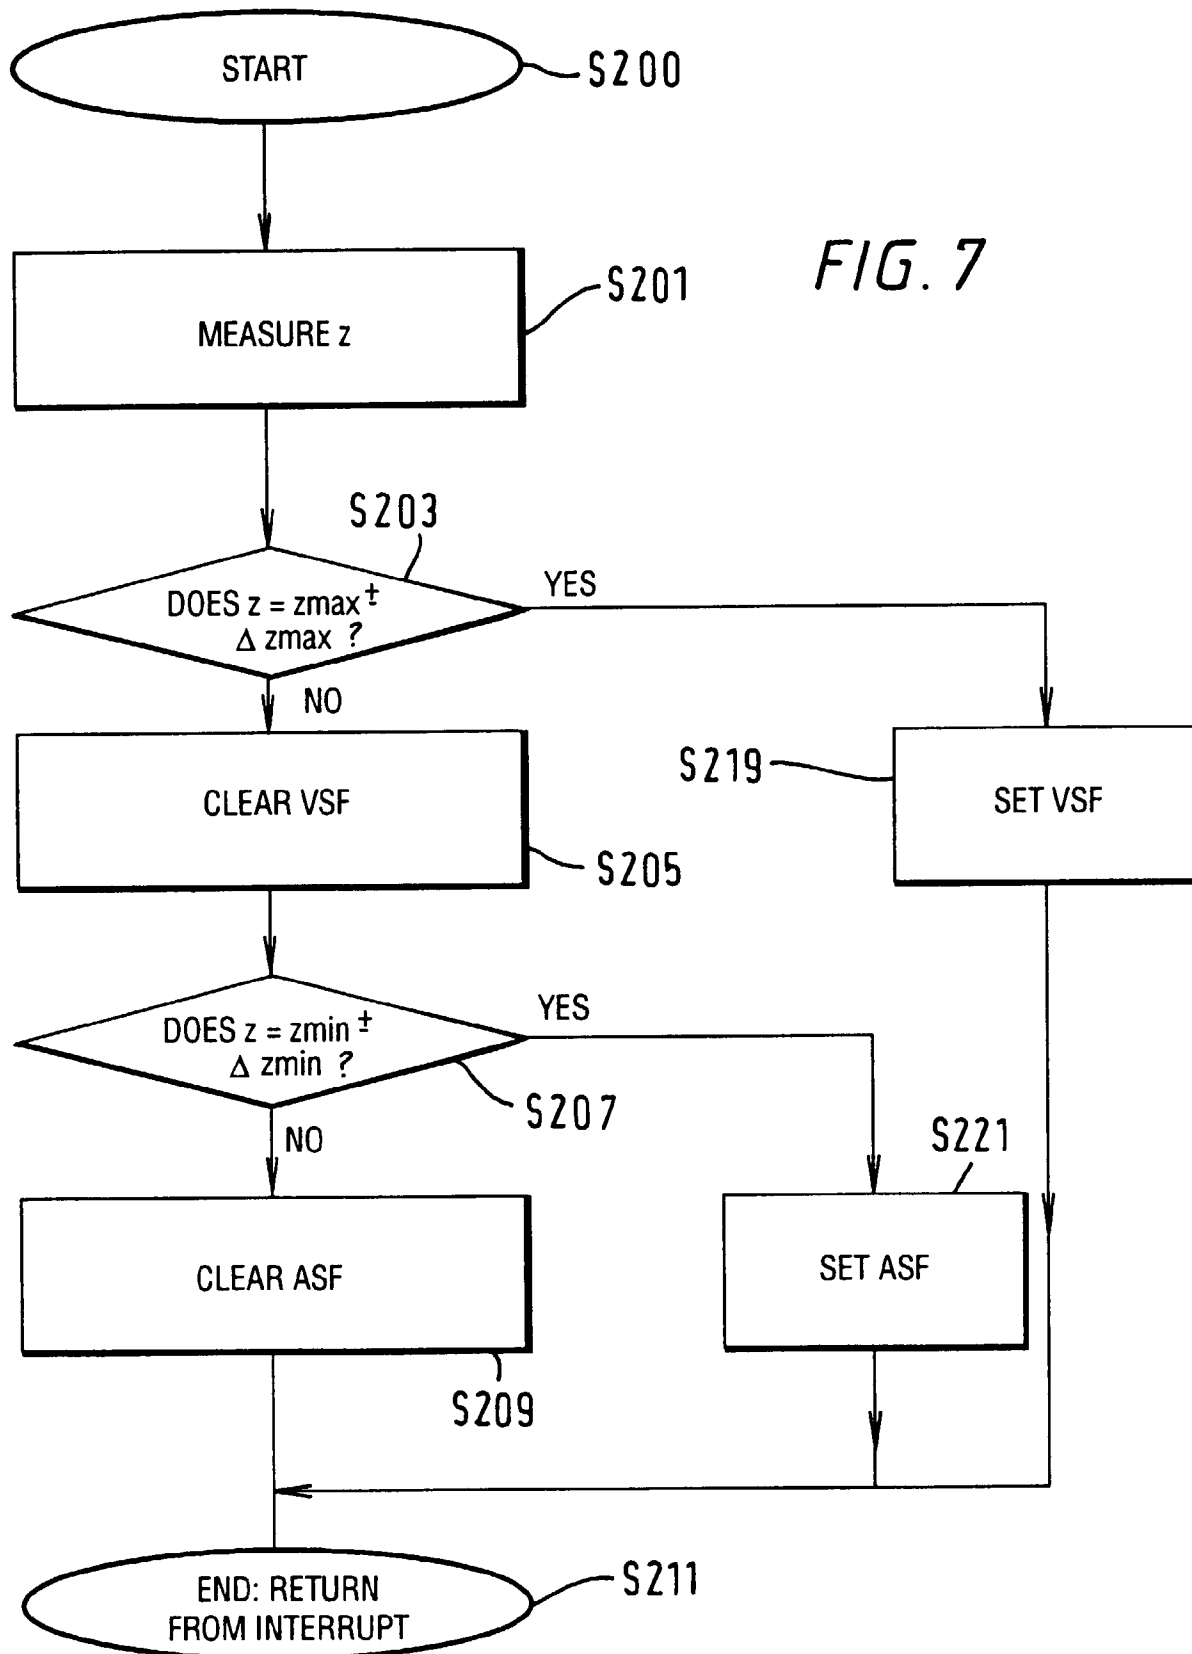 START
S200
FIG. 7
S201
MEASURE z
S203
DOES z = zmax ±
Δ zmax ?
YES
NO
S219
CLEAR VSF
SET VSF
S205
DOES z = zmin ±
Δ zmin ?
YES
S207
NO
S221
CLEAR ASF
SET ASF
S209
END: RETURN
FROM INTERRUPT
S211